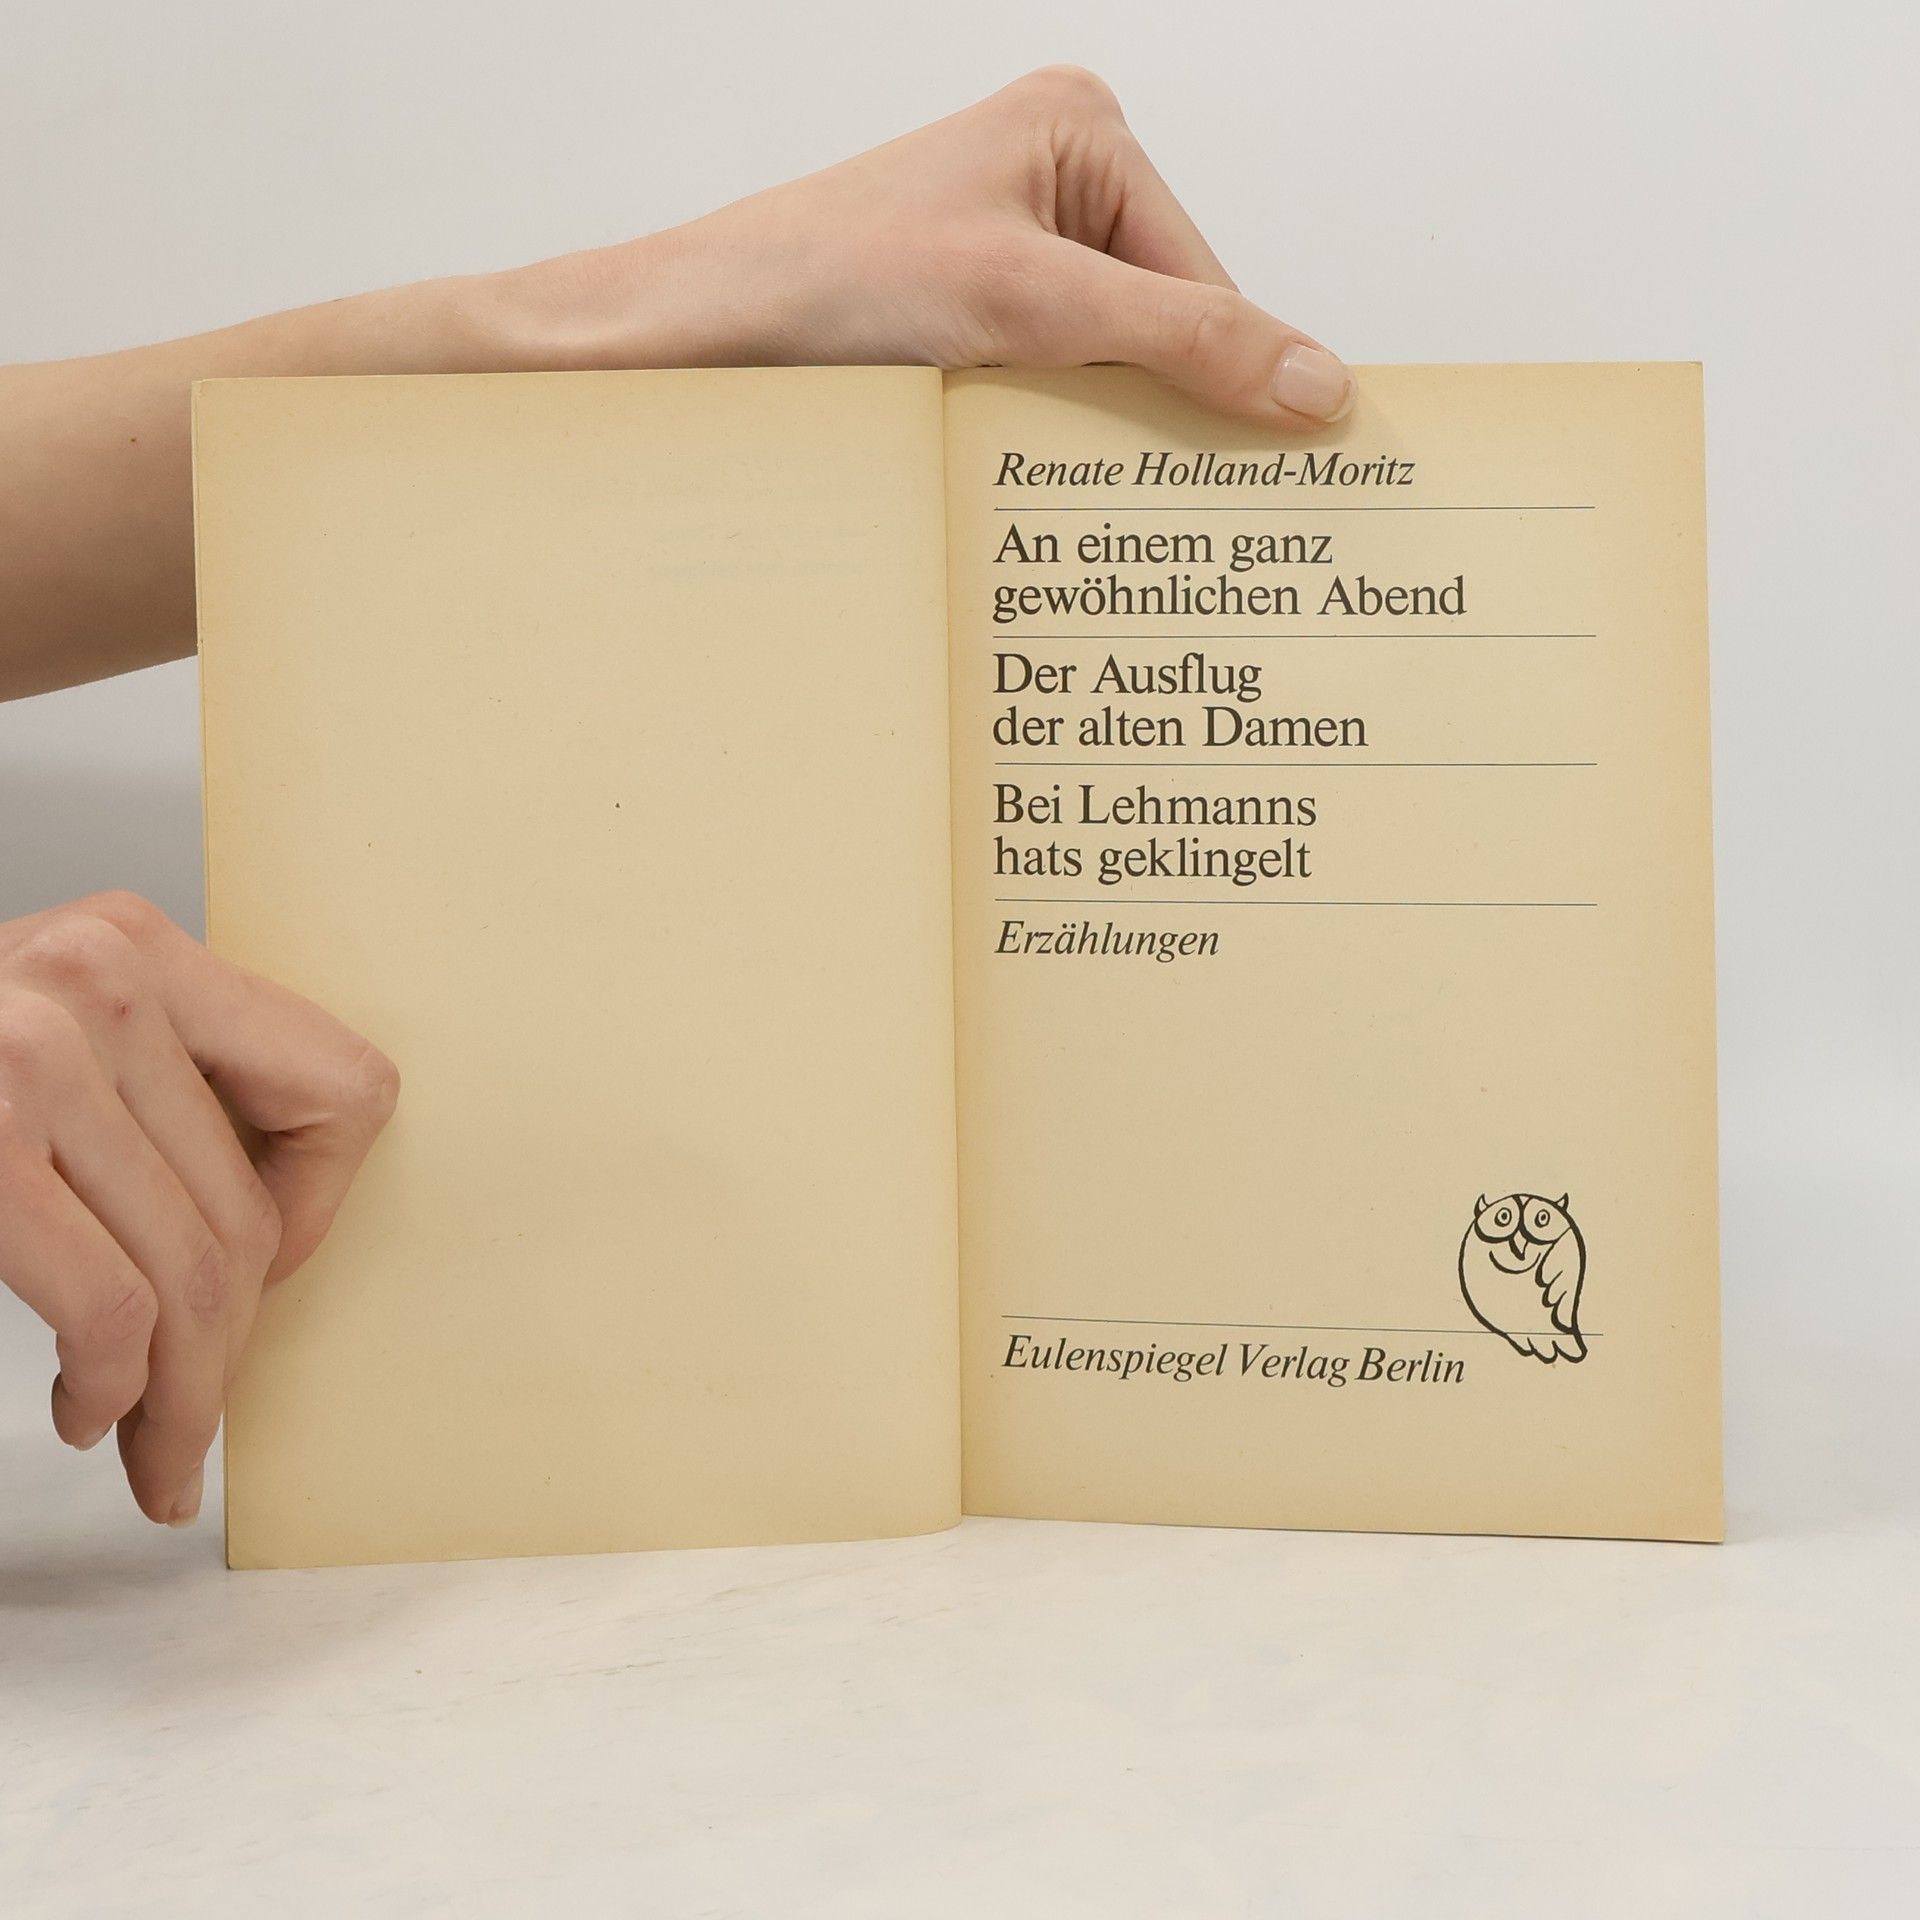 Renate Holland-Moritz
An einem ganz
gewöhnlichen Abend
Der Ausflug
der alten Damen
Bei Lehmanns
hats geklingelt
Erzählungen
Eulenspiegel Verlag Berlin